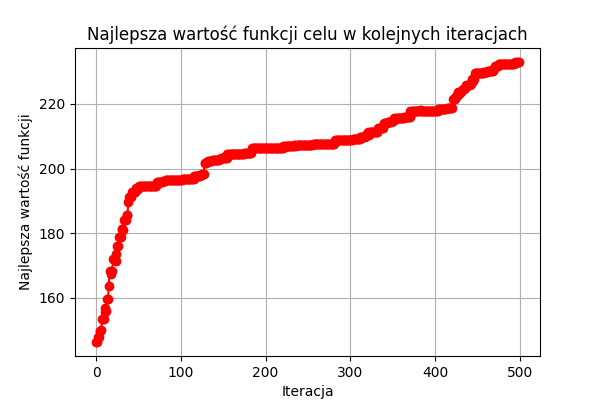 Najlepsza wartość funkcji celu w kolejnych iteracjach
Najlepsza wartość funkcji
220
200
180
160
0 100 200 300 400 500
Iteracja